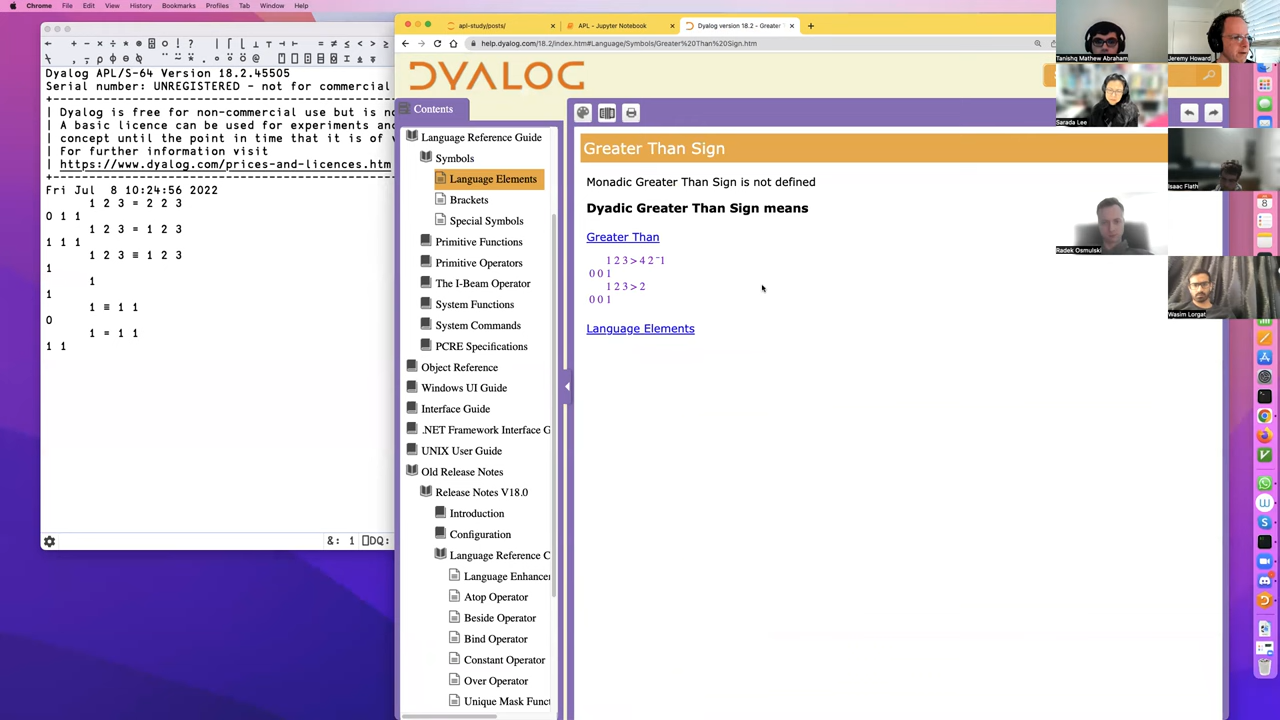 Chrome File Edit View History Bookmarks Profiles Tab Window Help
Dyalog APL/S-64 Version 18.2.45505
Serial number: UNREGISTERED - not for commercial
| Dyalog is free for non-commercial use but is no
| A basic licence can be used for experiments and
| concept until the point in time that it is of v
| For further information visit
| https://www.dyalog.com/prices-and-licences.htm
Fri Jul 8 10:24:56 2022
1 2 3 = 2 2 3
0 1 1
1 2 3 = 1 2 3
1 1 1
1 2 3 ≡ 1 2 3
1
1
1
1 ≡ 1 1
0
1 = 1 1
1 1
&: 1 ⎕DQ:
apl-study/posts/
APL - Jupyter Notebook
Dyalog version 18.2 - Greater
help.dyalog.com/18.2/index.htm#Language/Symbols/Greater%20Than%20Sign.htm
DYALOG
Contents
Language Reference Guide
Symbols
Language Elements
Brackets
Special Symbols
Primitive Functions
Primitive Operators
The I-Beam Operator
System Functions
System Commands
PCRE Specifications
Object Reference
Windows UI Guide
Interface Guide
.NET Framework Interface G
UNIX User Guide
Old Release Notes
Release Notes V18.0
Introduction
Configuration
Language Reference C
Language Enhancer
Atop Operator
Beside Operator
Bind Operator
Constant Operator
Over Operator
Unique Mask Funct
Greater Than Sign
Monadic Greater Than Sign is not defined
Dyadic Greater Than Sign means
Greater Than
1 2 3 > 4 2 ¯1
0 0 1
1 2 3 > 2
0 0 1
Language Elements
Tanishq Mathew Abraham
Jeremy Howard
Sarada Lee
Isaac Flath
Radek Osmulski
Wasim Lorgat
8